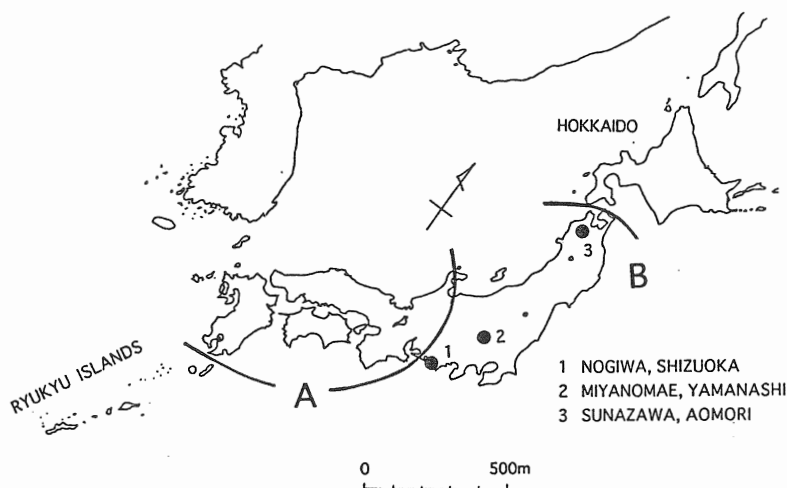 HOKKAIDO
3
B
2
1
A
RYUKYU ISLANDS
1 NOGIWA, SHIZUOKA
2 MIYANOMAE, YAMANASHI
3 SUNAZAWA, AOMORI
0 500m